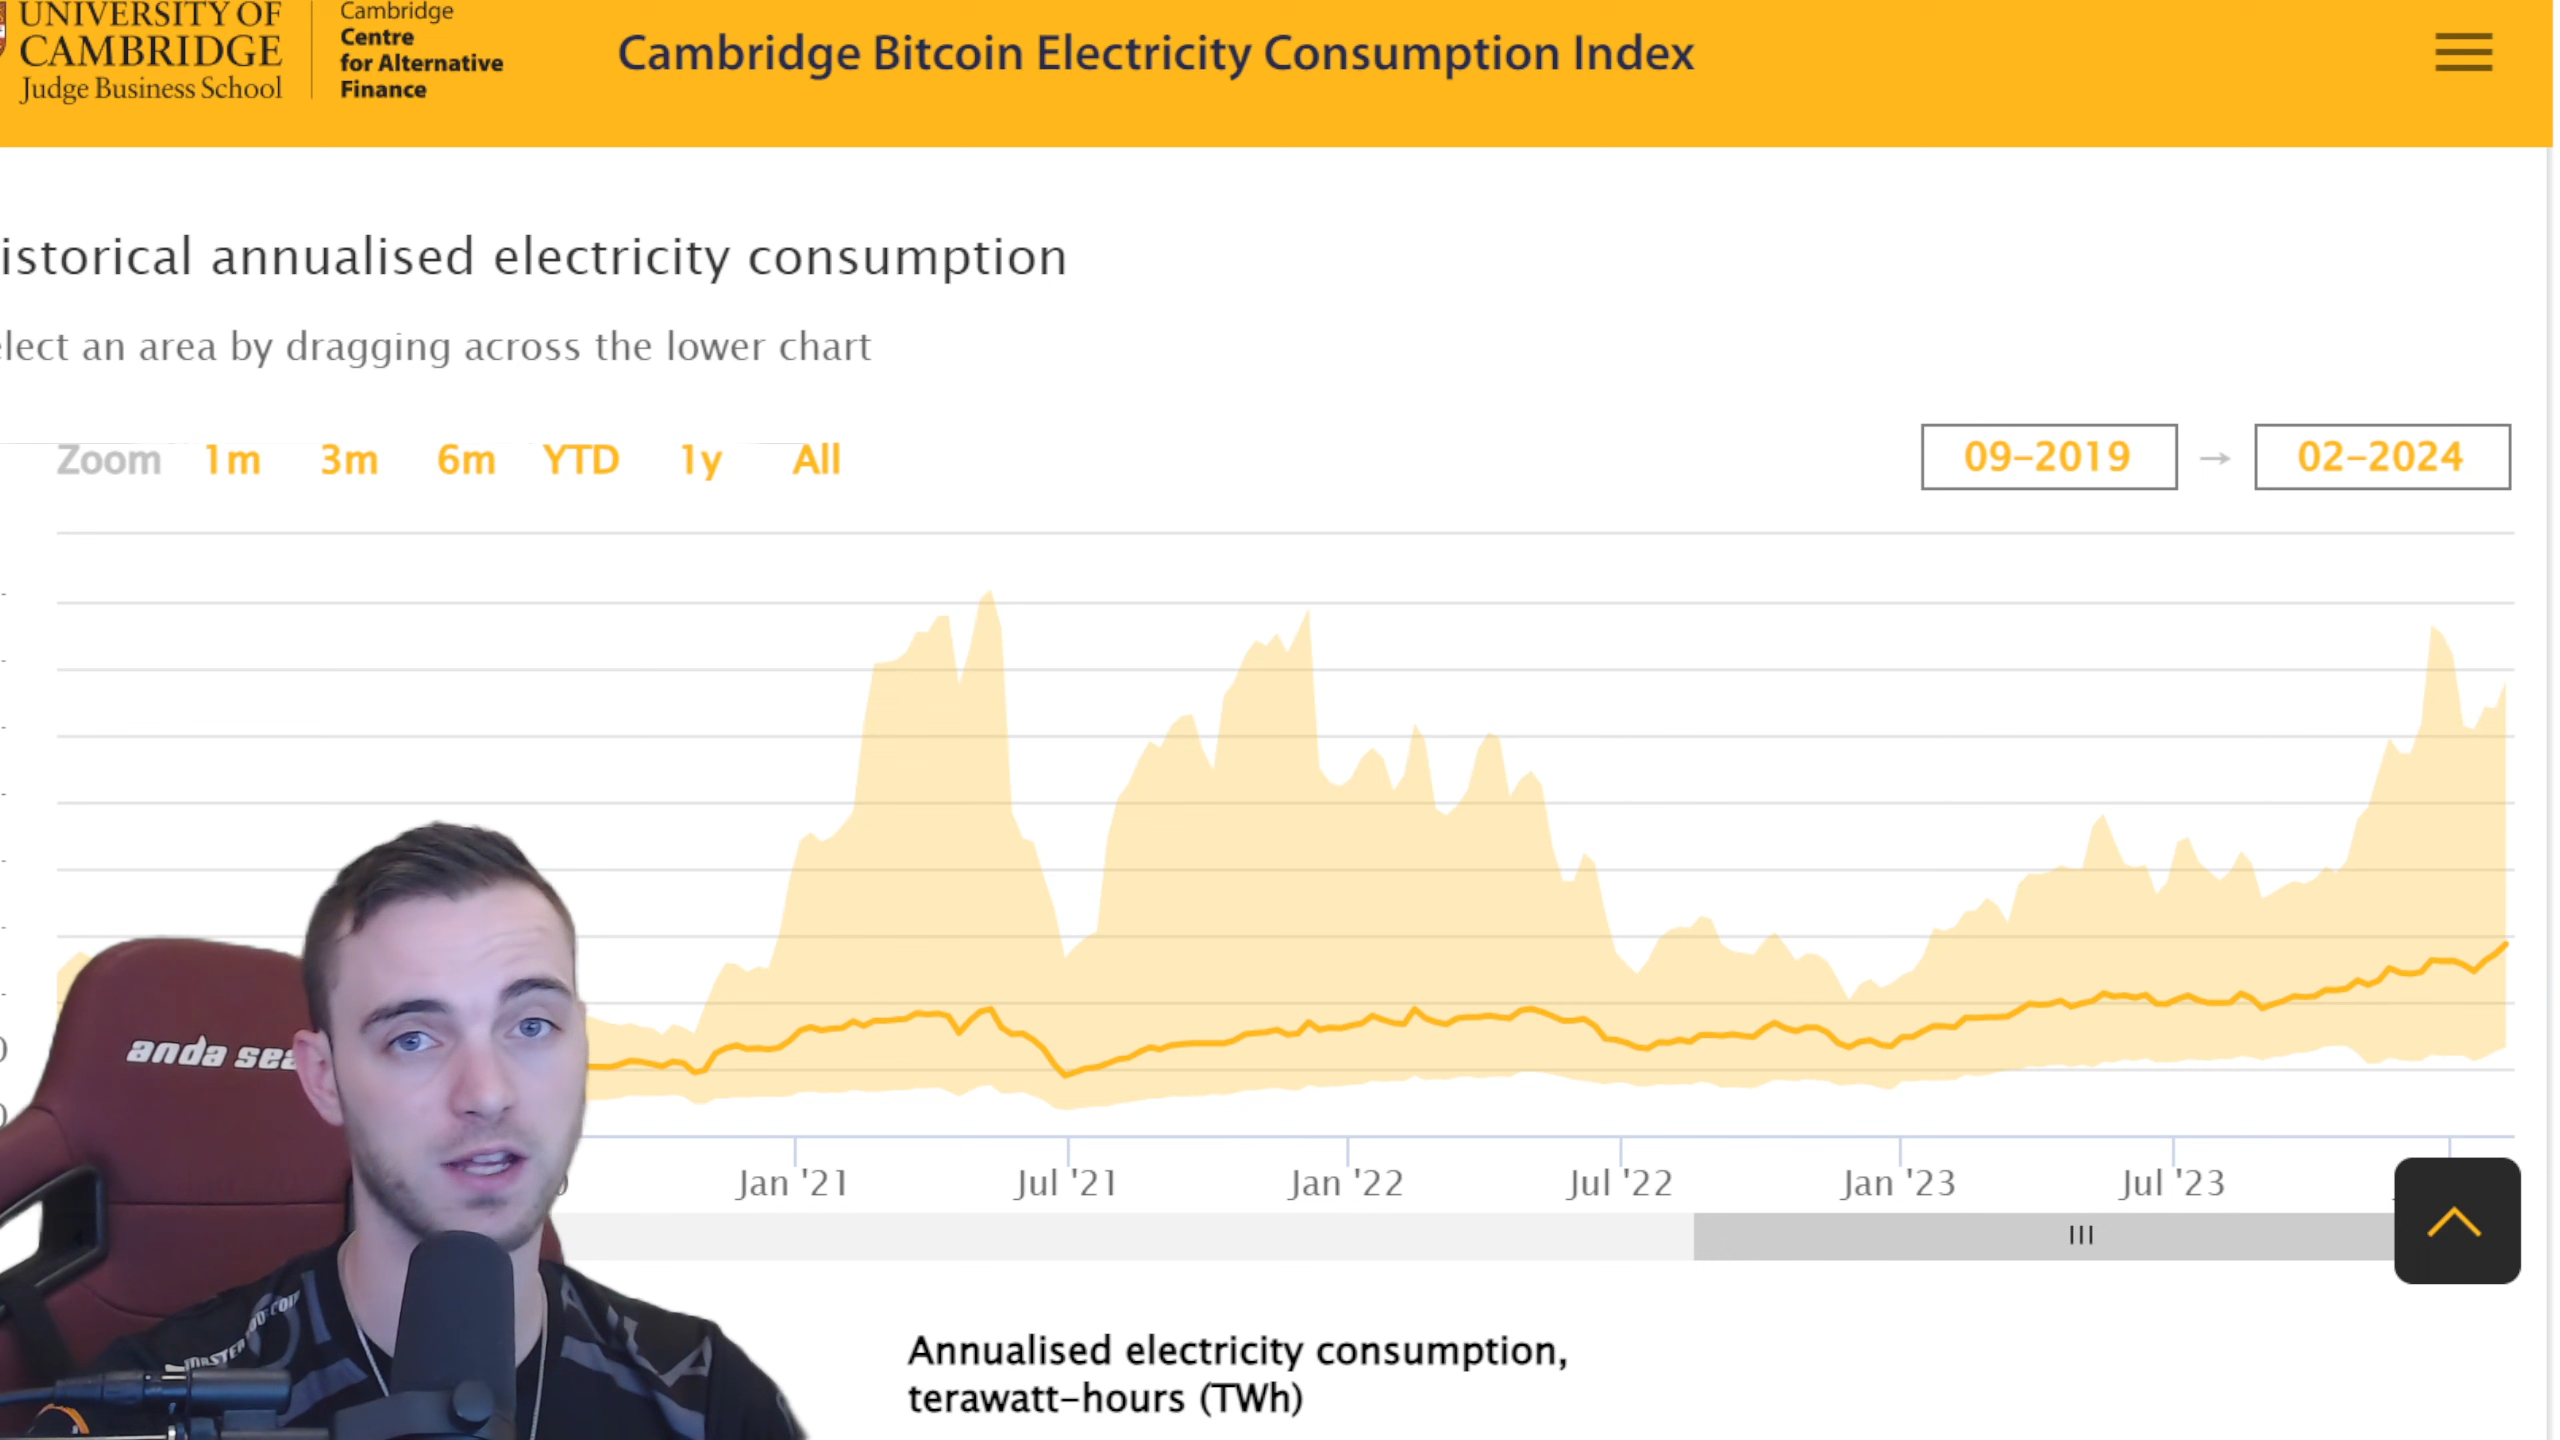 UNIVERSITY OF
CAMBRIDGE
Judge Business School
Cambridge
Centre
for Alternative
Finance
Cambridge Bitcoin Electricity Consumption Index
istorical annualised electricity consumption
elect an area by dragging across the lower chart
Zoom 1m 3m 6m YTD 1y All
09-2019 → 02-2024
anda sea
Jan '21 Jul '21 Jan '22 Jul '22 Jan '23 Jul '23
Annualised electricity consumption,
terawatt-hours (TWh)